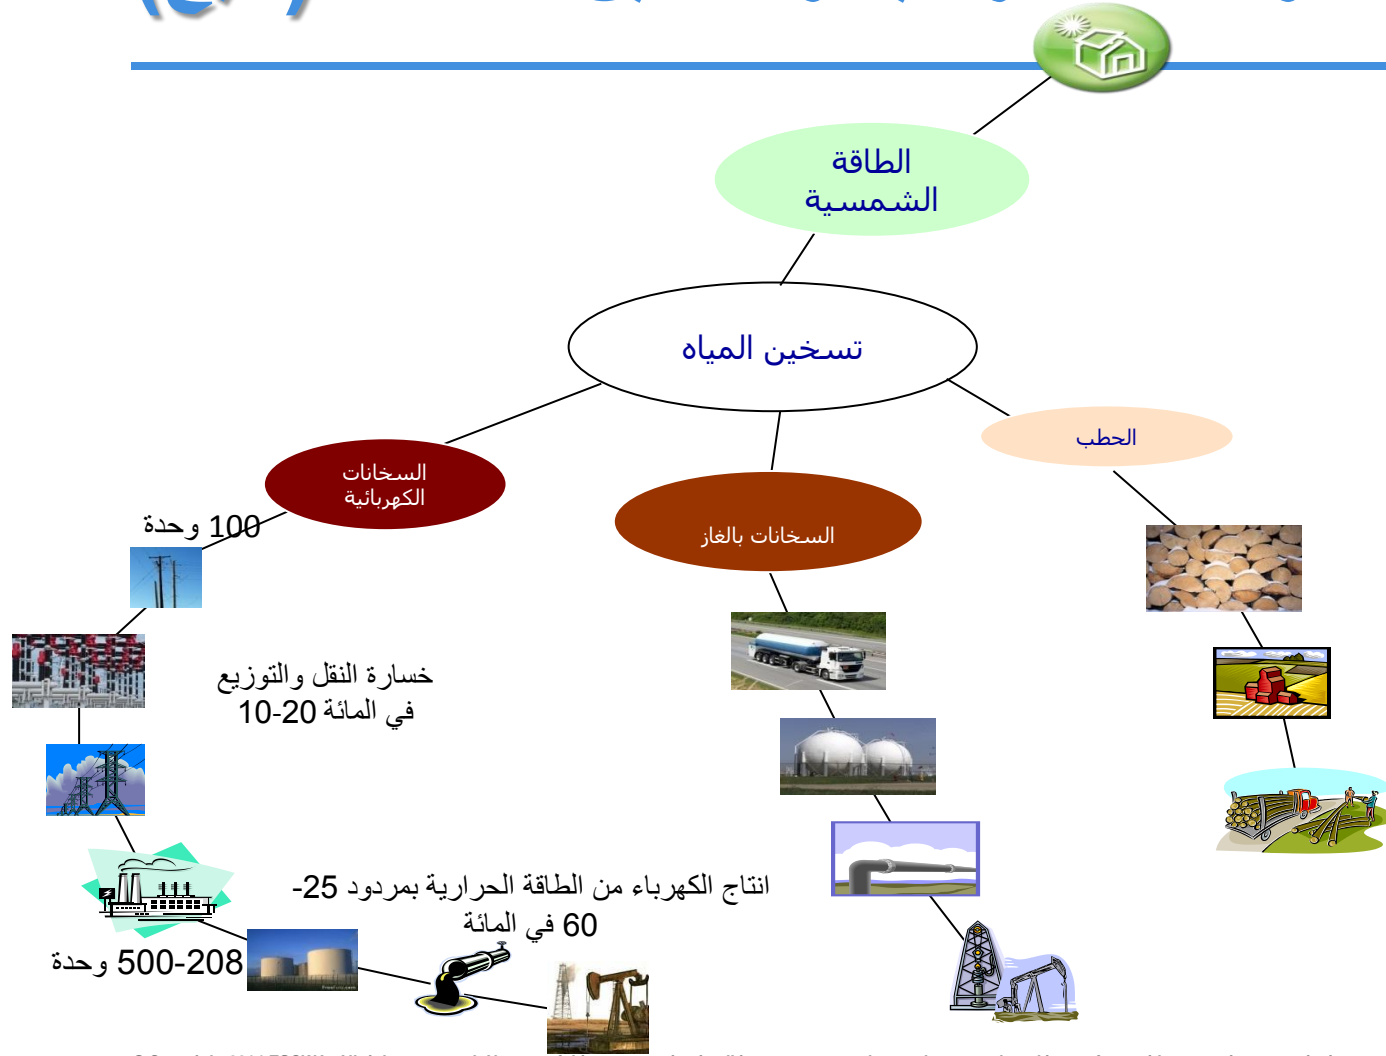 الطاقة
الشمسية
تسخين المياه
الحطب
السخانات
الكهربائية
السخانات بالغاز
100 وحدة
خسارة النقل والتوزيع
10-20 في المائة
انتاج الكهرباء من الطاقة الحرارية بمردود 25-
60 في المائة
500-208 وحدة